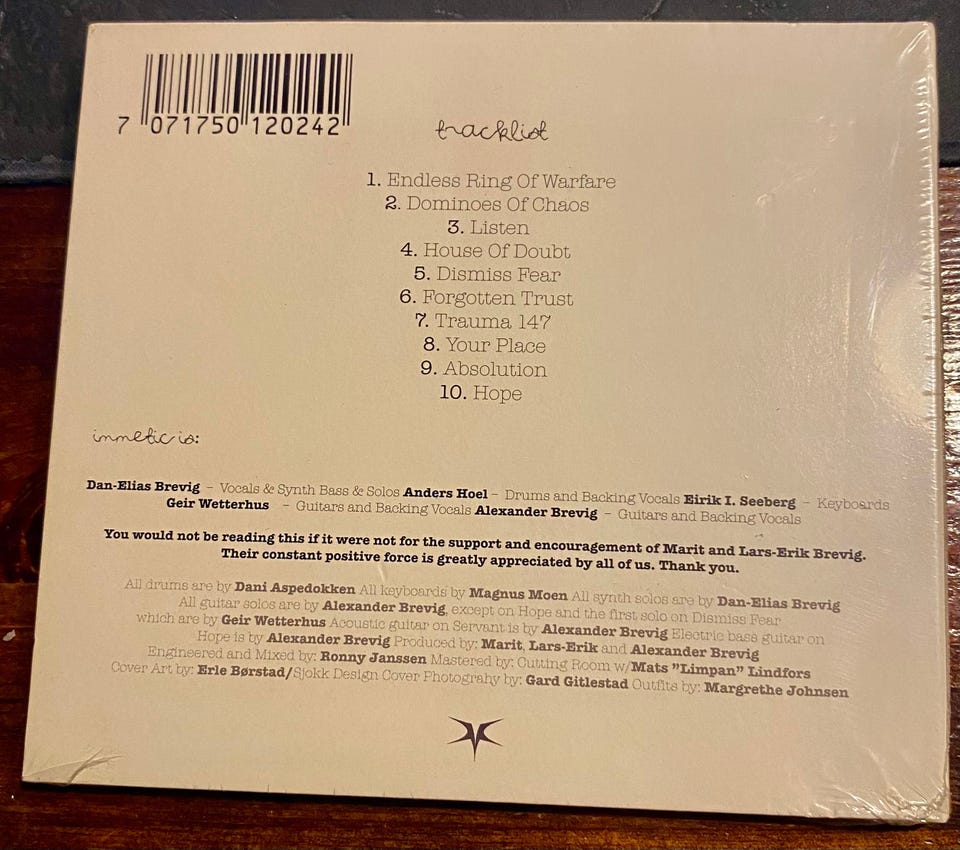 7 071750 120242
tracklist
1. Endless Ring Of Warfare
2. Dominoes Of Chaos
3. Listen
4. House Of Doubt
5. Dismiss Fear
6. Forgotten Trust
7. Trauma 147
8. Your Place
9. Absolution
10. Hope
inmetic is:
Dan-Elias Brevig – Vocals & Synth Bass & Solos Anders Hoel – Drums and Backing Vocals Eirik I. Seeberg – Keyboards
Geir Wetterhus – Guitars and Backing Vocals Alexander Brevig – Guitars and Backing Vocals
You would not be reading this if it were not for the support and encouragement of Marit and Lars-Erik Brevig.
Their constant positive force is greatly appreciated by all of us. Thank you.
All drums are by Dani Aspedokken All keyboards by Magnus Moen All synth solos are by Dan-Elias Brevig
All guitar solos are by Alexander Brevig, except on Hope and the first solo on Dismiss Fear
which are by Geir Wetterhus Acoustic guitar on Servant is by Alexander Brevig Electric bass guitar on
Hope is by Alexander Brevig Produced by: Marit, Lars-Erik and Alexander Brevig
Engineered and Mixed by: Ronny Janssen Mastered by: Cutting Room w/Mats "Limpan" Lindfors
Cover Art by: Erle Børstad/Sjokk Design Cover Photograhy by: Gard Gitlestad Outfits by: Margrethe Johnsen